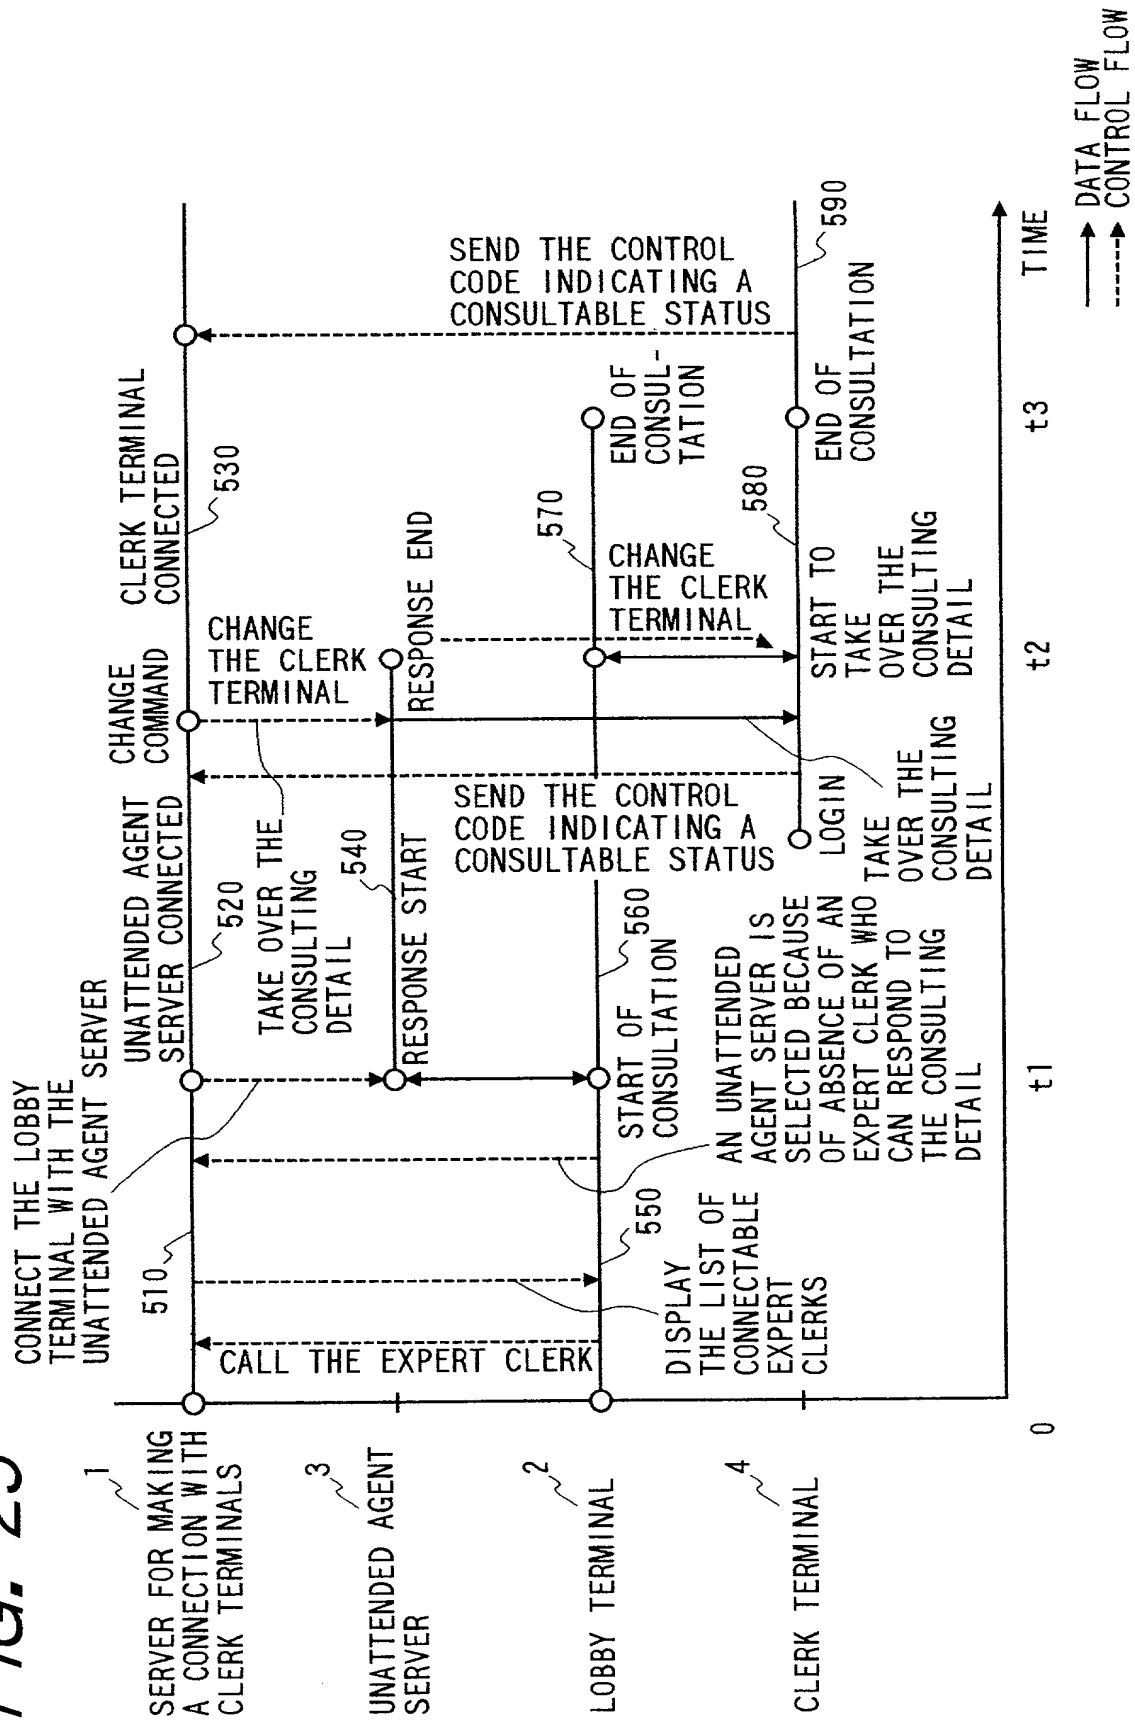 FIG. 25
CONNECT THE LOBBY
TERMINAL WITH THE
UNATTENDED AGENT SERVER
UNATTENDED AGENT
SERVER CONNECTED
CHANGE
COMMAND
CLERK TERMINAL
CONNECTED
1
SERVER FOR MAKING
A CONNECTION WITH
CLERK TERMINALS
510
520
530
CALL THE EXPERT CLERK
TAKE OVER THE
CONSULTING
DETAIL
CHANGE
THE CLERK
TERMINAL
3
UNATTENDED AGENT
SERVER
540
RESPONSE START
RESPONSE END
SEND THE CONTROL
CODE INDICATING A
CONSULTABLE STATUS
SEND THE CONTROL
CODE INDICATING A
CONSULTABLE STATUS
2
LOBBY TERMINAL
550
560
570
START OF
CONSULTATION
CHANGE
THE CLERK
TERMINAL
END OF
CONSUL-
TATION
DISPLAY
THE LIST OF
CONNECTABLE
EXPERT
CLERKS
AN UNATTENDED
AGENT SERVER IS
SELECTED BECAUSE
OF ABSENCE OF AN
EXPERT CLERK WHO
CAN RESPOND TO
THE CONSULTING
DETAIL
4
CLERK TERMINAL
580
590
LOGIN
TAKE
OVER THE
CONSULTING
DETAIL
START TO
TAKE
OVER THE
CONSULTING
DETAIL
END OF
CONSULTATION
0
t1
t2
t3
TIME
DATA FLOW
CONTROL FLOW